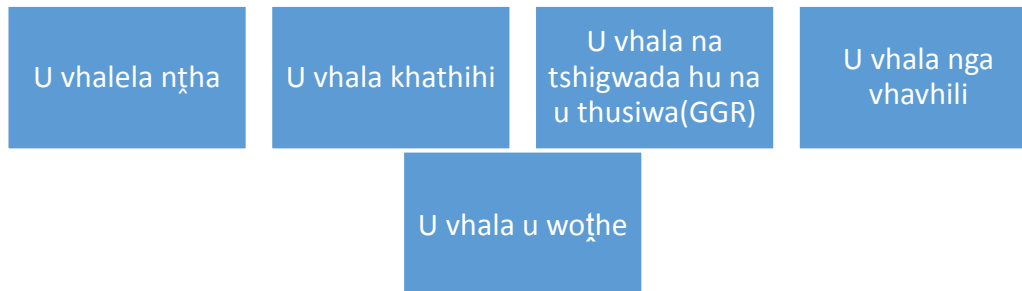 U vhalela nṱha
U vhala khathihi
U vhala na
tshigwada hu na
u thusiwa(GGR)
U vhala nga
vhavhili
U vhala u woṱhe